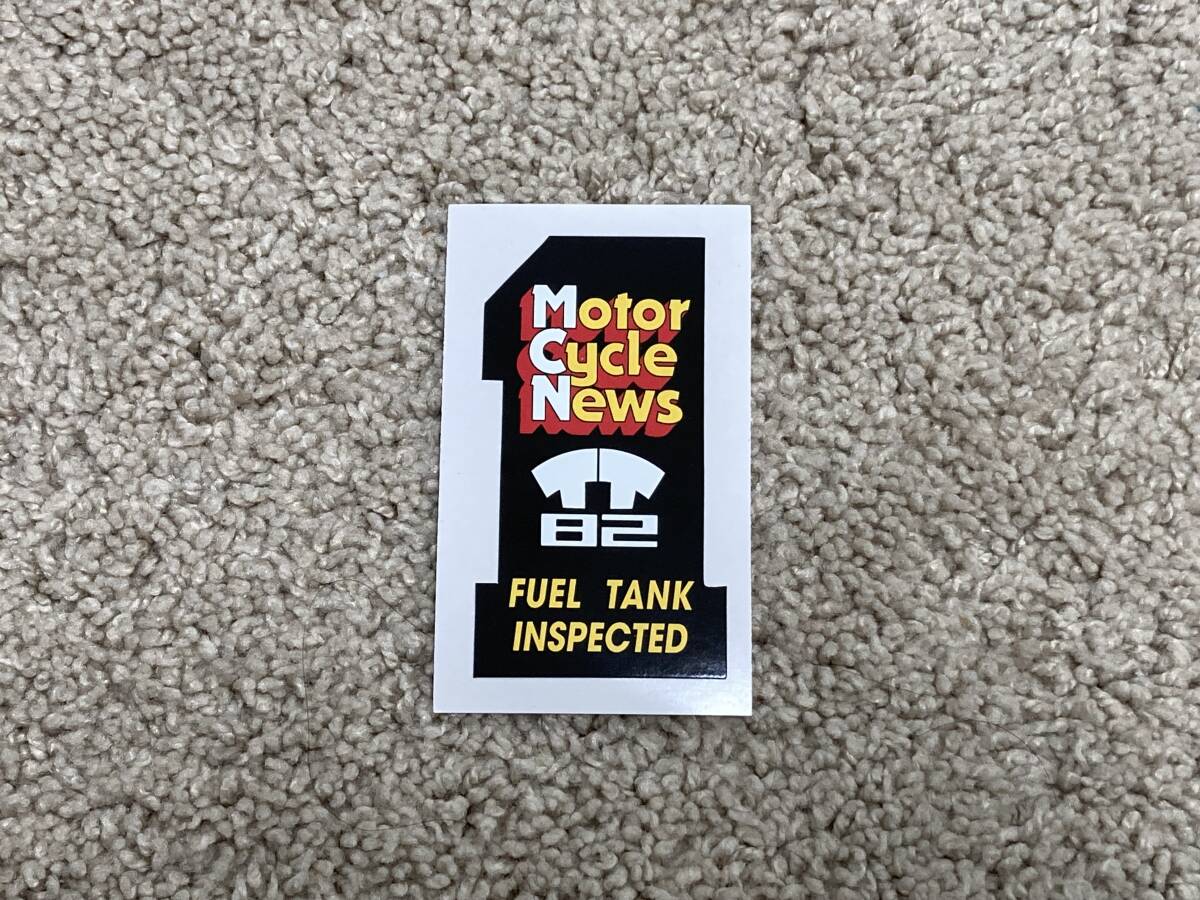 Motor
Cycle
News
TT
82
FUEL TANK
INSPECTED